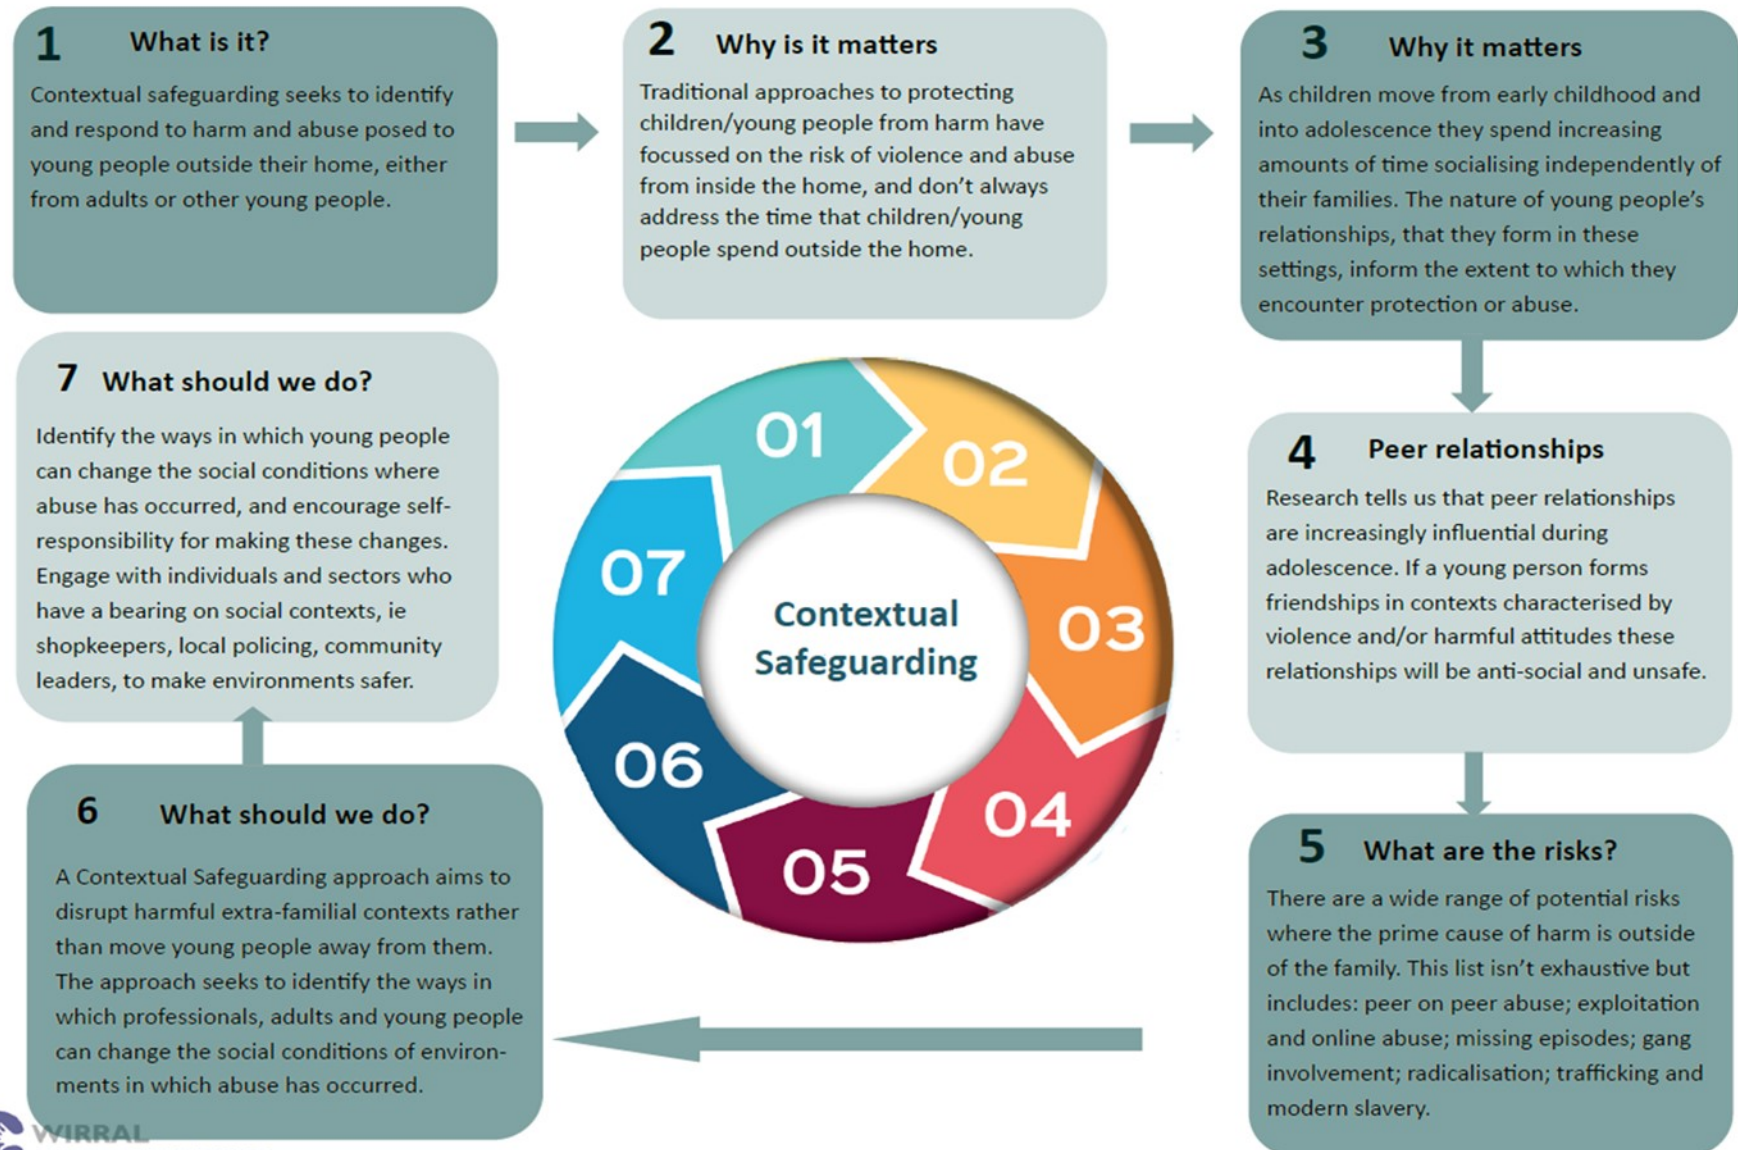 1 What is it?
Contextual safeguarding seeks to identify
and respond to harm and abuse posed to
young people outside their home, either
from adults or other young people.
2 Why is it matters
Traditional approaches to protecting
children/young people from harm have
focussed on the risk of violence and abuse
from inside the home, and don’t always
address the time that children/young
people spend outside the home.
3 Why it matters
As children move from early childhood and
into adolescence they spend increasing
amounts of time socialising independently of
their families. The nature of young people’s
relationships, that they form in these
settings, inform the extent to which they
encounter protection or abuse.
4 Peer relationships
Research tells us that peer relationships
are increasingly influential during
adolescence. If a young person forms
friendships in contexts characterised by
violence and/or harmful attitudes these
relationships will be anti-social and unsafe.
5 What are the risks?
There are a wide range of potential risks
where the prime cause of harm is outside
of the family. This list isn’t exhaustive but
includes: peer on peer abuse; exploitation
and online abuse; missing episodes; gang
involvement; radicalisation; trafficking and
modern slavery.
6 What should we do?
A Contextual Safeguarding approach aims to
disrupt harmful extra-familial contexts rather
than move young people away from them.
The approach seeks to identify the ways in
which professionals, adults and young people
can change the social conditions of environ-
ments in which abuse has occurred.
7 What should we do?
Identify the ways in which young people
can change the social conditions where
abuse has occurred, and encourage self-
responsibility for making these changes.
Engage with individuals and sectors who
have a bearing on social contexts, ie
shopkeepers, local policing, community
leaders, to make environments safer.
01
02
03
04
05
06
07
Contextual
Safeguarding
WIRRAL